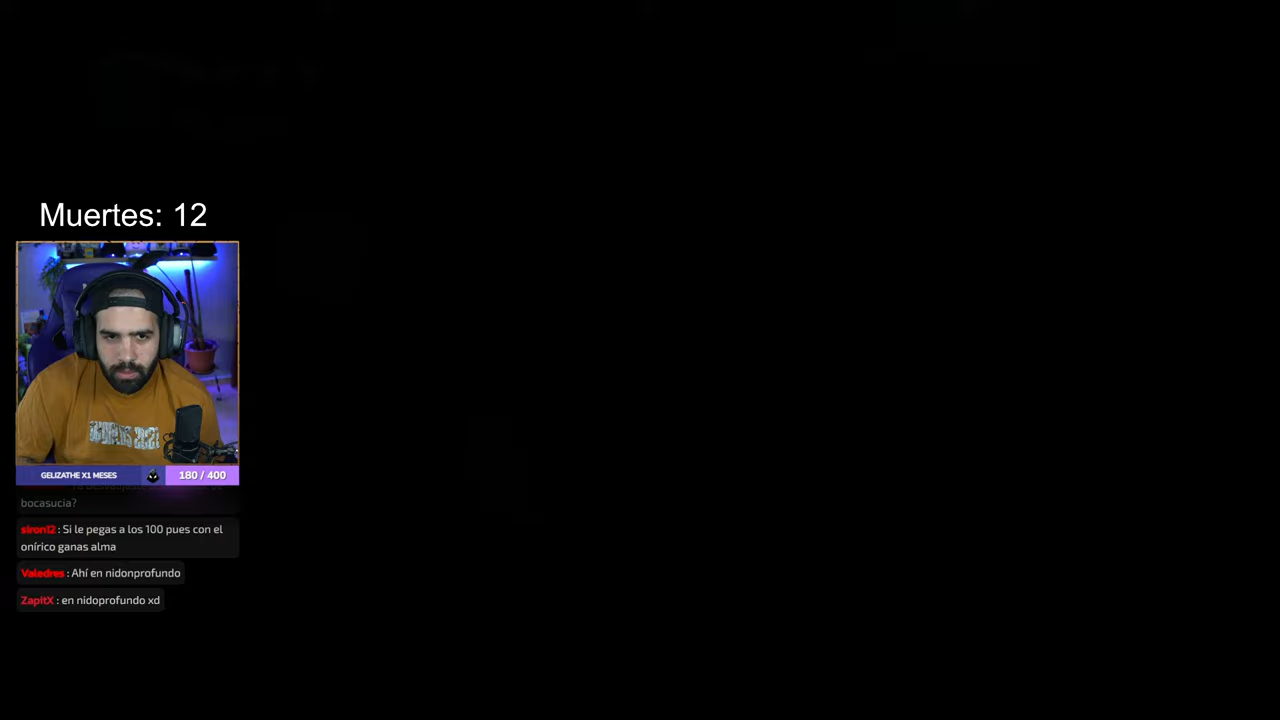 Muertes: 12
GELIZATHE X1 MESES
180 / 400
bocasucia?
siron12 : Si le pegas a los 100 pues con el
onírico ganas alma
Valedres : Ahí en nidonprofundo
ZapitX : en nidoprofundo xd